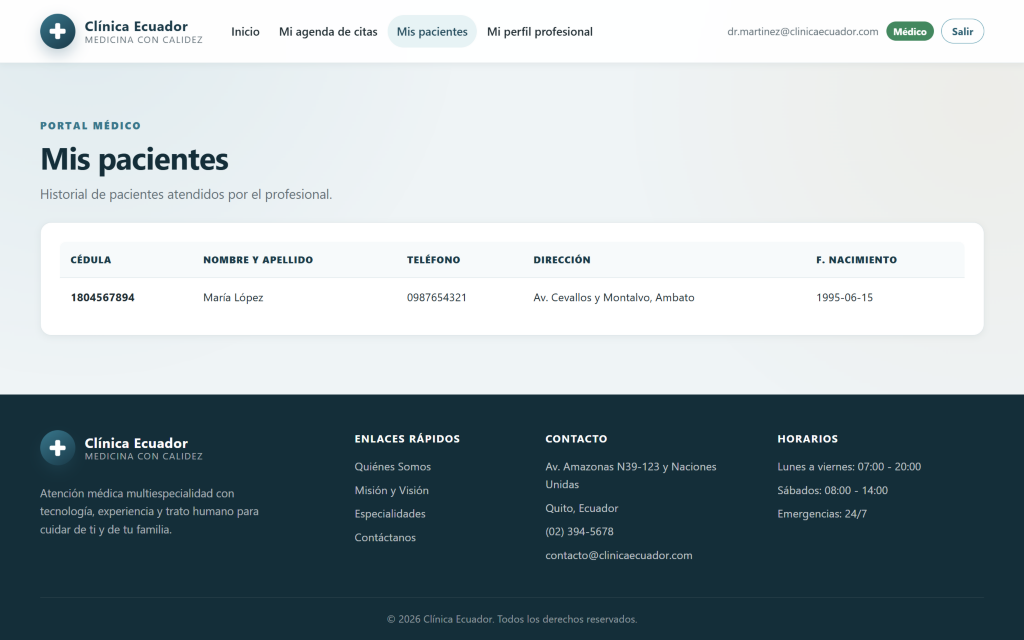 Clínica Ecuador
MEDICINA CON CALIDEZ
Inicio
Mi agenda de citas
Mis pacientes
Mi perfil profesional
dr.martinez@clinicaecuador.com
Médico
Salir
PORTAL MÉDICO
Mis pacientes
Historial de pacientes atendidos por el profesional.
CÉDULA NOMBRE Y APELLIDO TELÉFONO DIRECCIÓN F. NACIMIENTO
1804567894 María López 0987654321 Av. Cevallos y Montalvo, Ambato 1995-06-15
Clínica Ecuador
MEDICINA CON CALIDEZ
Atención médica multiespecialidad con
tecnología, experiencia y trato humano para
cuidar de ti y de tu familia.
ENLACES RÁPIDOS
Quiénes Somos
Misión y Visión
Especialidades
Contáctanos
CONTACTO
Av. Amazonas N39-123 y Naciones
Unidas
Quito, Ecuador
(02) 394-5678
contacto@clinicaecuador.com
HORARIOS
Lunes a viernes: 07:00 - 20:00
Sábados: 08:00 - 14:00
Emergencias: 24/7
© 2026 Clínica Ecuador. Todos los derechos reservados.